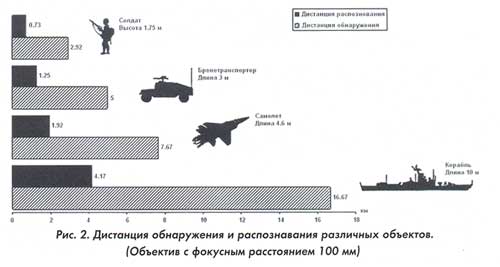 Дистанция распознования
Дистанция обнаружения
0.73
Солдат
Высота 1.75 м
2.92
1.25
Бронетранспортер
Длина 3 м
5
1.92
Самолет
Длина 4.6 м
7.67
4.17
Корабль
Длина 10 м
16.67
0 2 4 6 8 10 12 14 16 18 км
Рис. 2. Дистанция обнаружения и распознавания различных объектов.
(Объектив с фокусным расстоянием 100 мм)